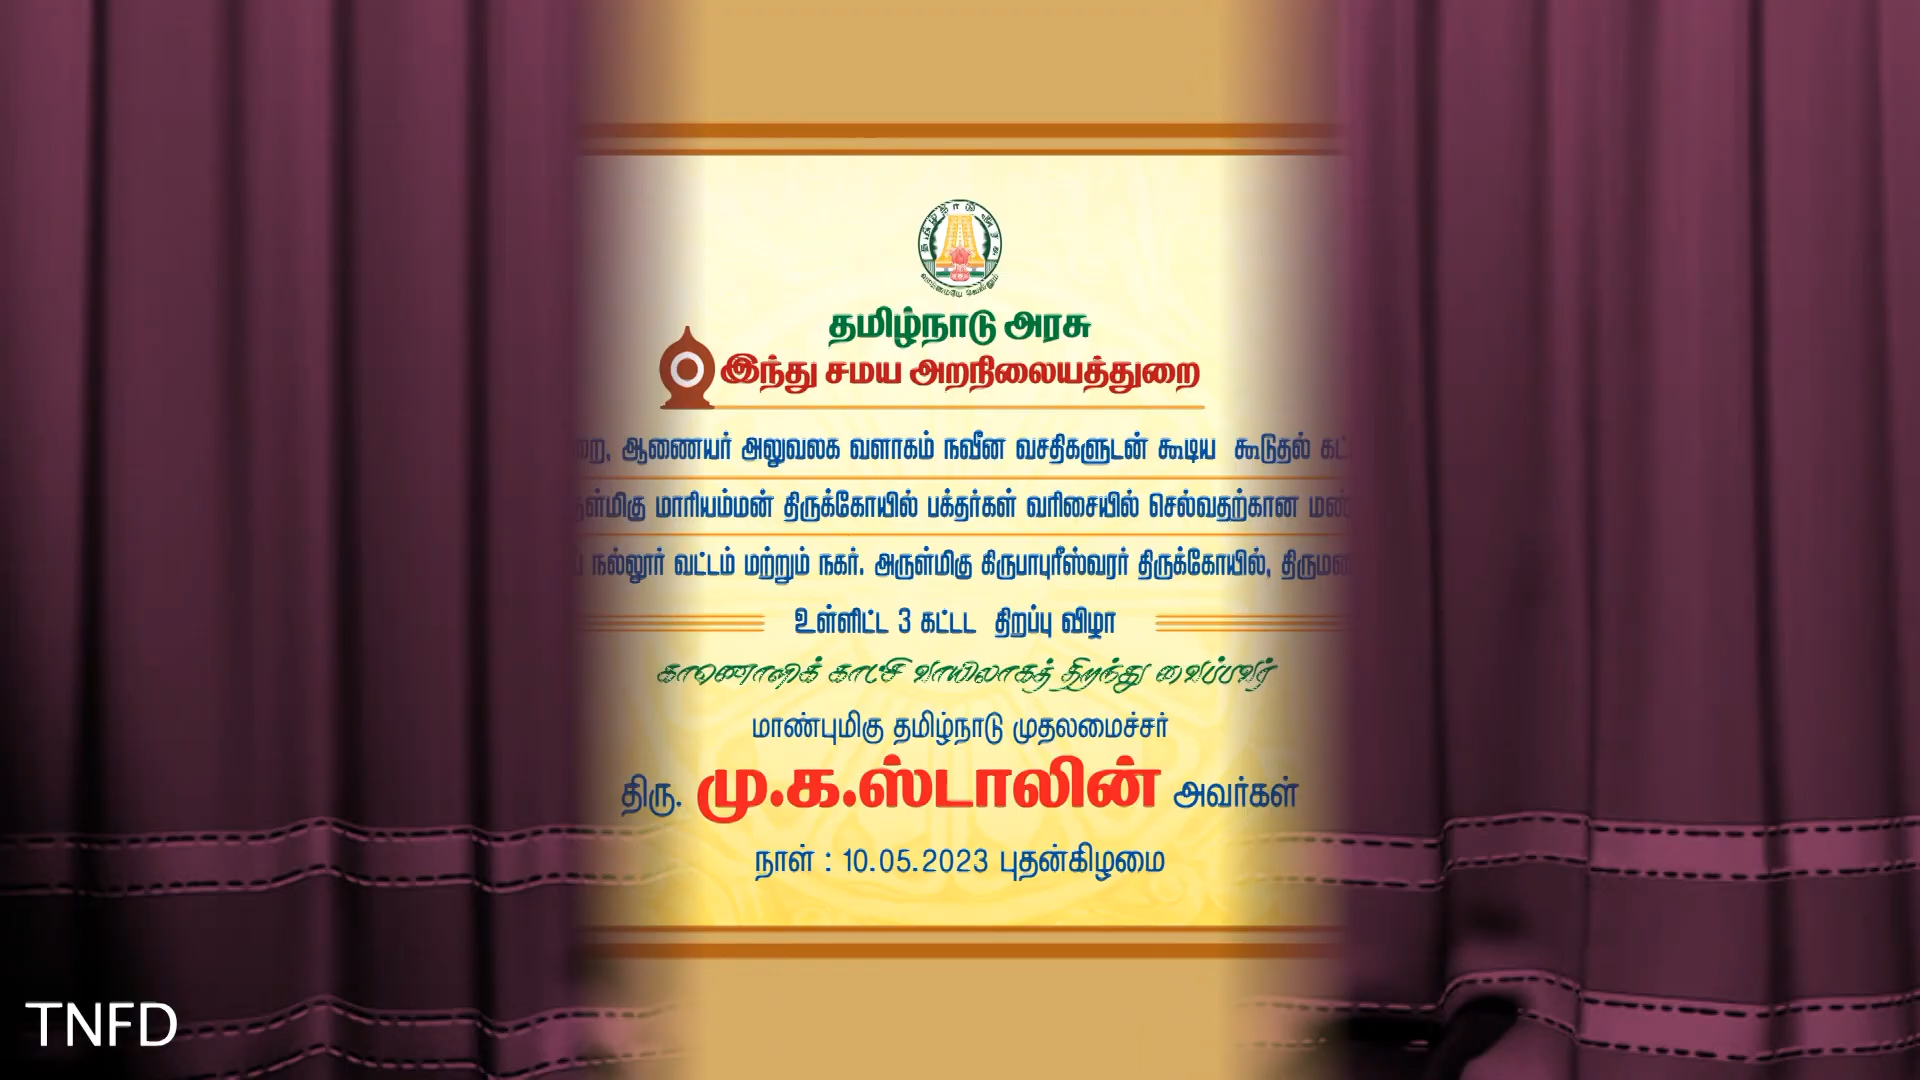 தமிழ்நாடு அரசு
இந்து சமய அறநிலையத்துறை
ஆணையர் அலுவலக வளாகம் நவீன வசதிகளுடன் கூடிய கூடுதல்
மாரியம்மன் திருக்கோயில் பக்தர்கள் வரிசையில் செல்வதற்கான
நல்லூர் வட்டம் மற்றும் நகர். அருள்மிகு கிருபாபுரீஸ்வரர் திருக்கோயில்,
உள்ளிட்ட 3 கட்டட திறப்பு விழா
காணொளிக் காட்சி வாயிலாகத் திறந்து வைப்பவர்
மாண்புமிகு தமிழ்நாடு முதலமைச்சர்
திரு. மு.க.ஸ்டாலின் அவர்கள்
நாள் : 10.05.2023 புதன்கிழமை
TNFD